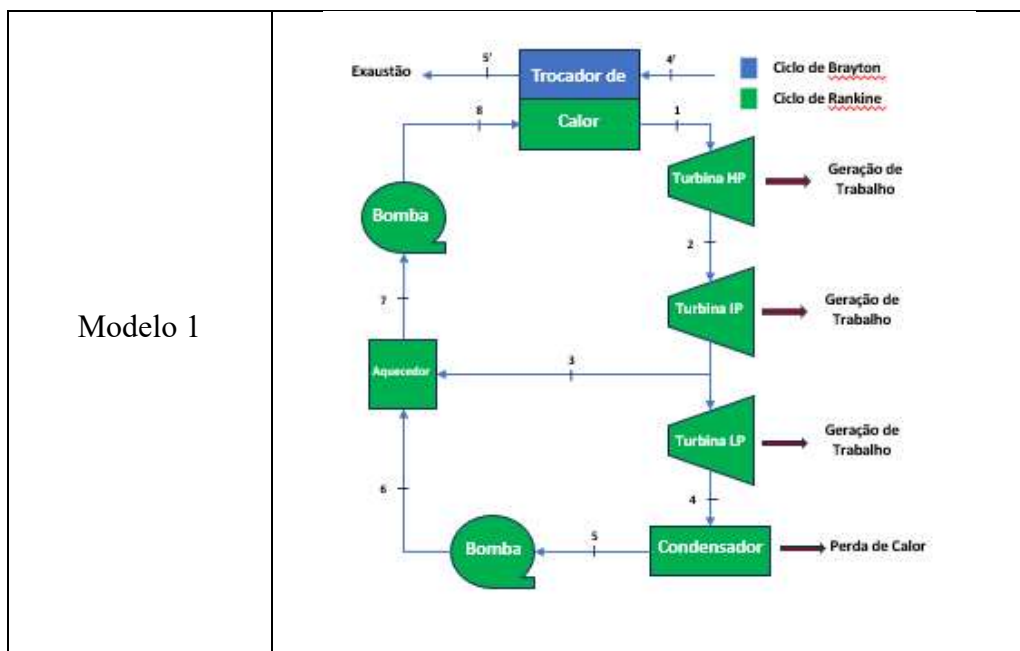 Modelo 1
Exaustão
5'
Trocador de
Calor
4'
Ciclo de Brayton
Ciclo de Rankine
8
1
Turbina HP
Geração de
Trabalho
Bomba
2
7
Turbina IP
Geração de
Trabalho
Aquecedor
3
Turbina LP
Geração de
Trabalho
6
4
Bomba
5
Condensador
Perda de Calor